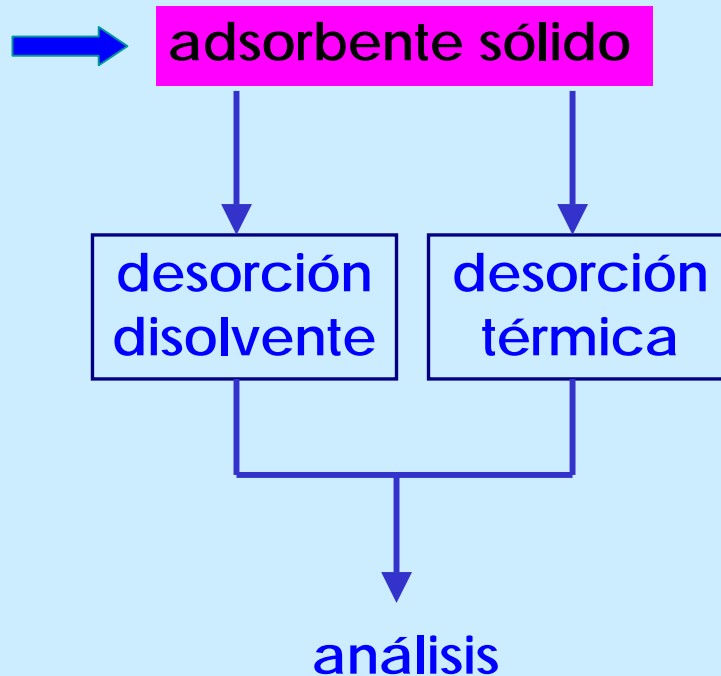 adsorbente sólido
desorción
disolvente
desorción
térmica
análisis